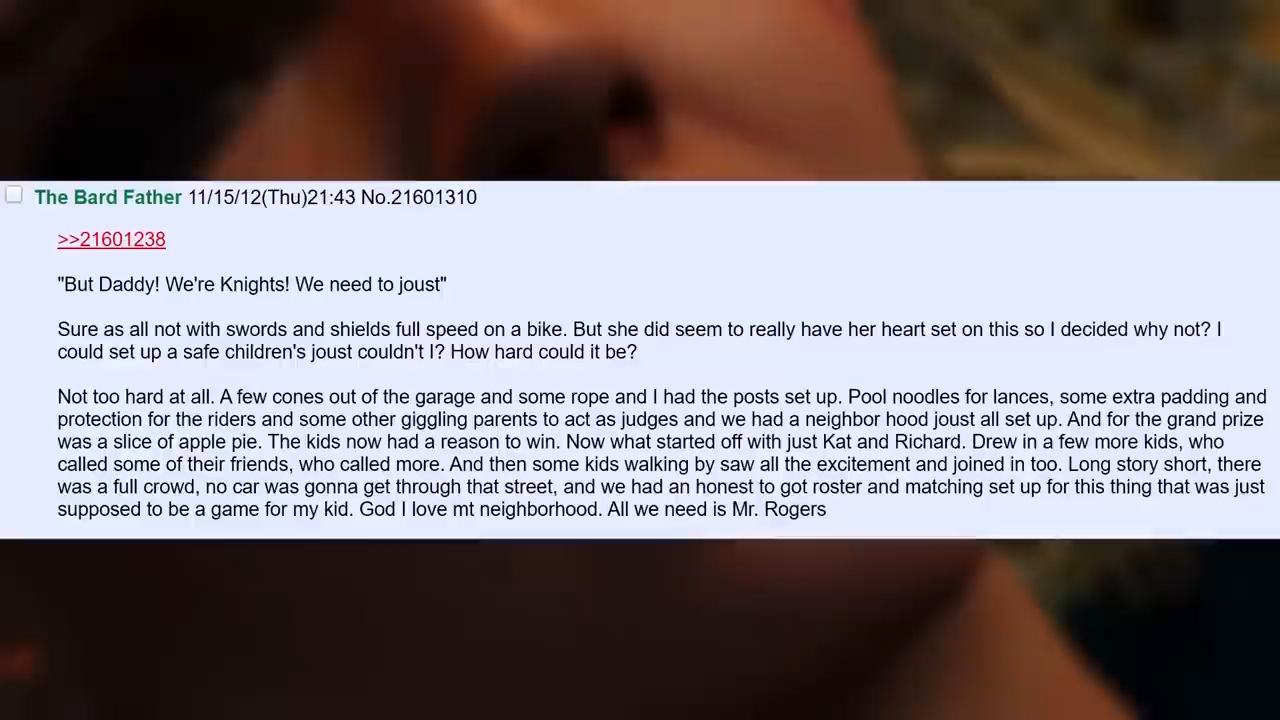 The Bard Father 11/15/12(Thu)21:43 No.21601310
>>21601238
"But Daddy! We're Knights! We need to joust"
Sure as all not with swords and shields full speed on a bike. But she did seem to really have her heart set on this so I decided why not? I
could set up a safe children's joust couldn't I? How hard could it be?
Not too hard at all. A few cones out of the garage and some rope and I had the posts set up. Pool noodles for lances, some extra padding and
protection for the riders and some other giggling parents to act as judges and we had a neighbor hood joust all set up. And for the grand prize
was a slice of apple pie. The kids now had a reason to win. Now what started off with just Kat and Richard. Drew in a few more kids, who
called some of their friends, who called more. And then some kids walking by saw all the excitement and joined in too. Long story short, there
was a full crowd, no car was gonna get through that street, and we had an honest to got roster and matching set up for this thing that was just
supposed to be a game for my kid. God I love mt neighborhood. All we need is Mr. Rogers